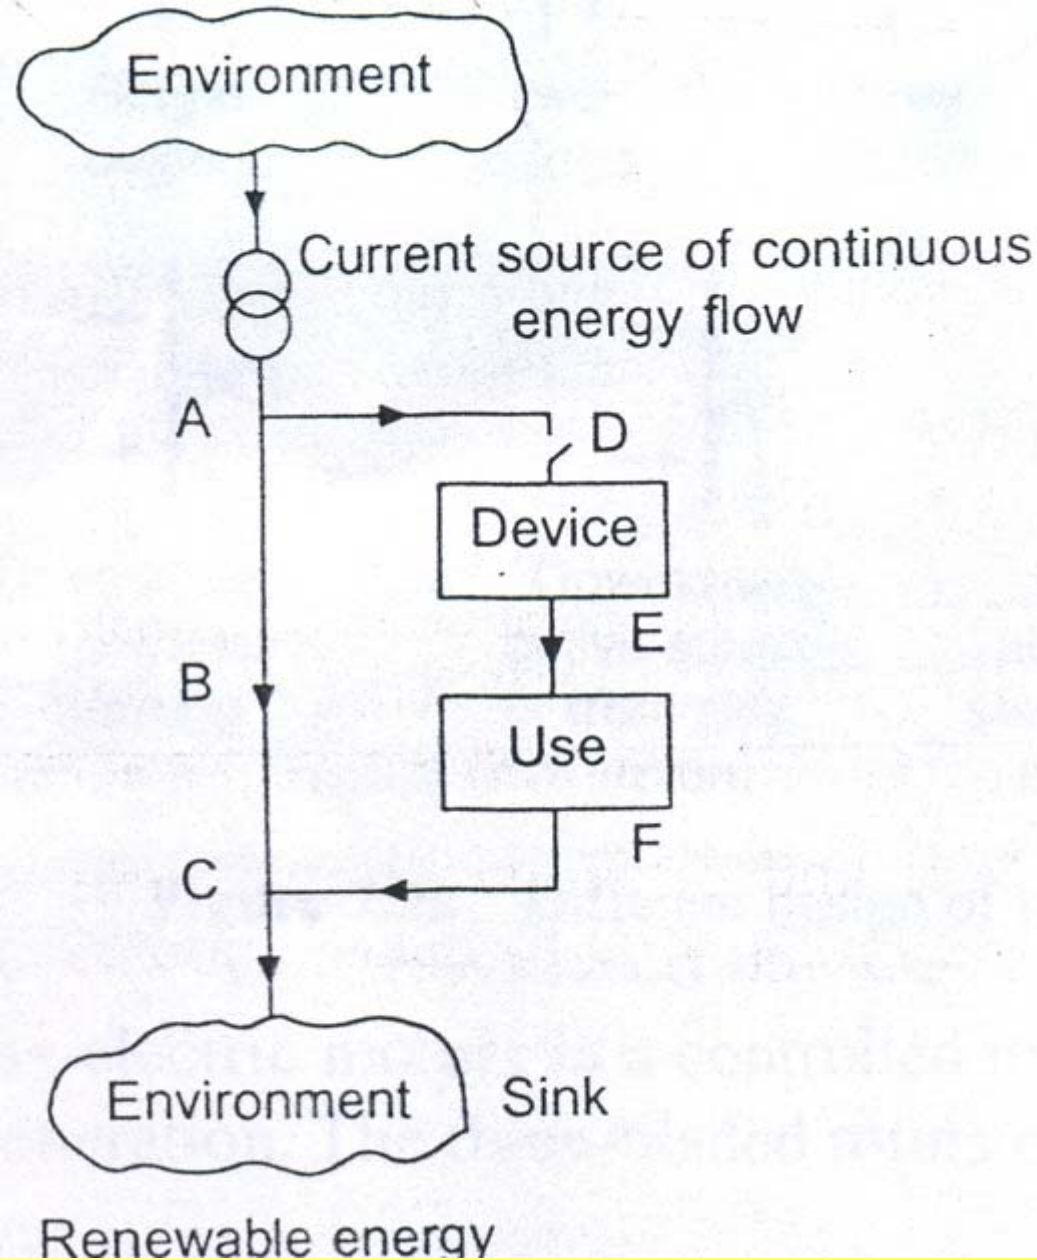 Environment
Current source of continuous
energy flow
A
D
Device
E
B
Use
F
C
Environment
Sink
Renewable energy